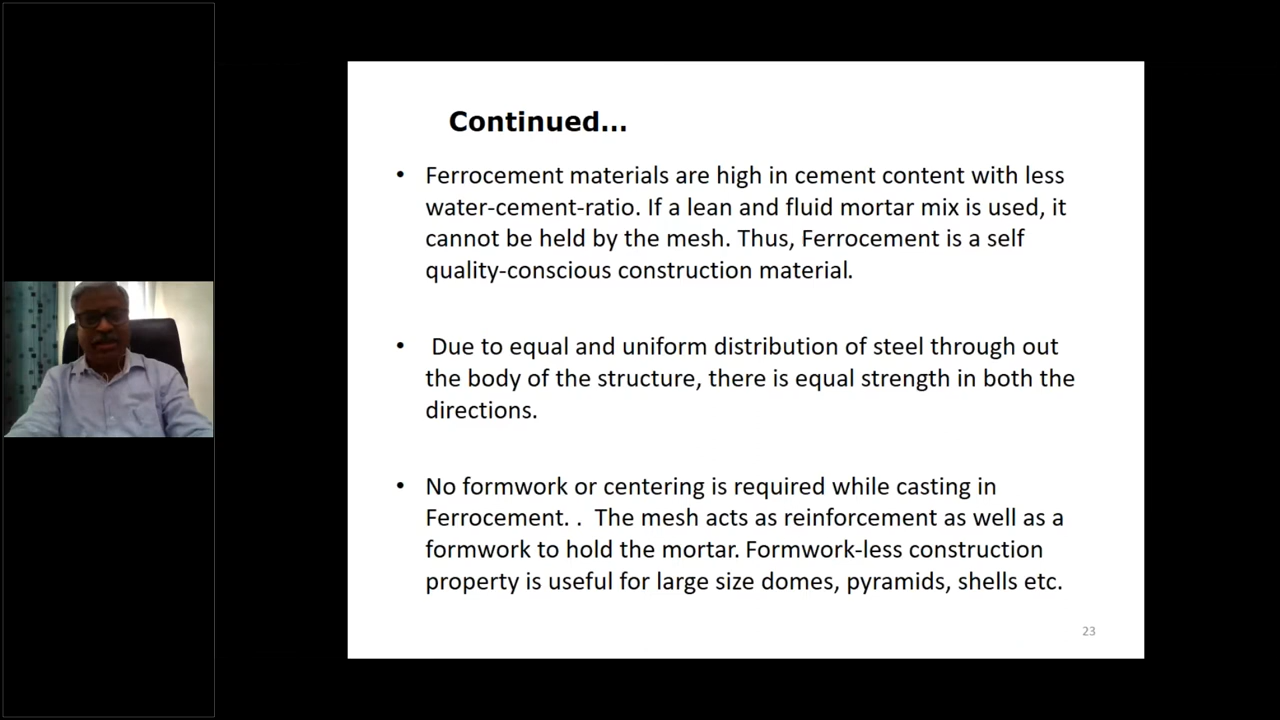 Continued...
• Ferrocement materials are high in cement content with less
water-cement-ratio. If a lean and fluid mortar mix is used, it
cannot be held by the mesh. Thus, Ferrocement is a self
quality-conscious construction material.
• Due to equal and uniform distribution of steel through out
the body of the structure, there is equal strength in both the
directions.
• No formwork or centering is required while casting in
Ferrocement. . The mesh acts as reinforcement as well as a
formwork to hold the mortar. Formwork-less construction
property is useful for large size domes, pyramids, shells etc.
23